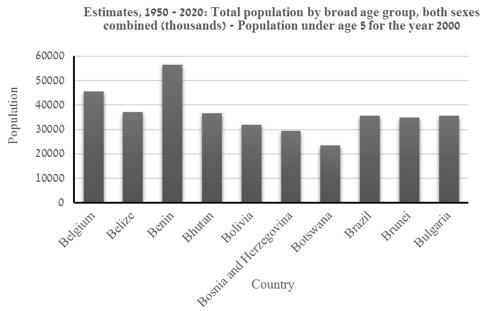 Estimates, 1950 - 2020: Total population by broad age group, both sexes
combined (thousands) - Population under age 5 for the year 2000
Population
60000
50000
40000
30000
20000
10000
0
Belgium
Belize
Benin
Bhutan
Bolivia
Bosnia and Herzegovina
Botswana
Brazil
Brunei
Bulgaria
Country